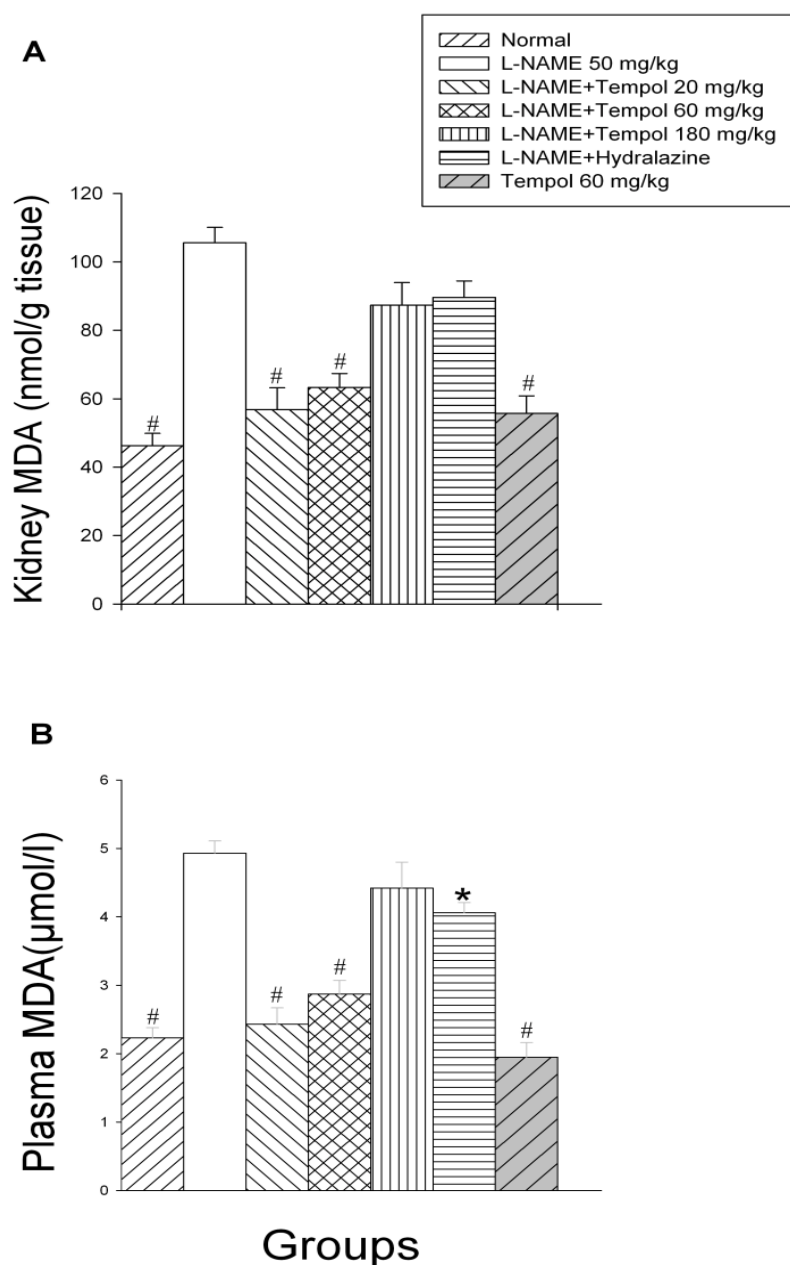 A
Normal
L-NAME 50 mg/kg
L-NAME+Tempol 20 mg/kg
L-NAME+Tempol 60 mg/kg
L-NAME+Tempol 180 mg/kg
L-NAME+Hydralazine
Tempol 60 mg/kg
Kidney MDA (nmol/g tissue)
120
100
80
60
40
20
0
#
#
#
#
B
Plasma MDA(µmol/l)
6
5
4
3
2
1
0
#
#
#
*
#
Groups